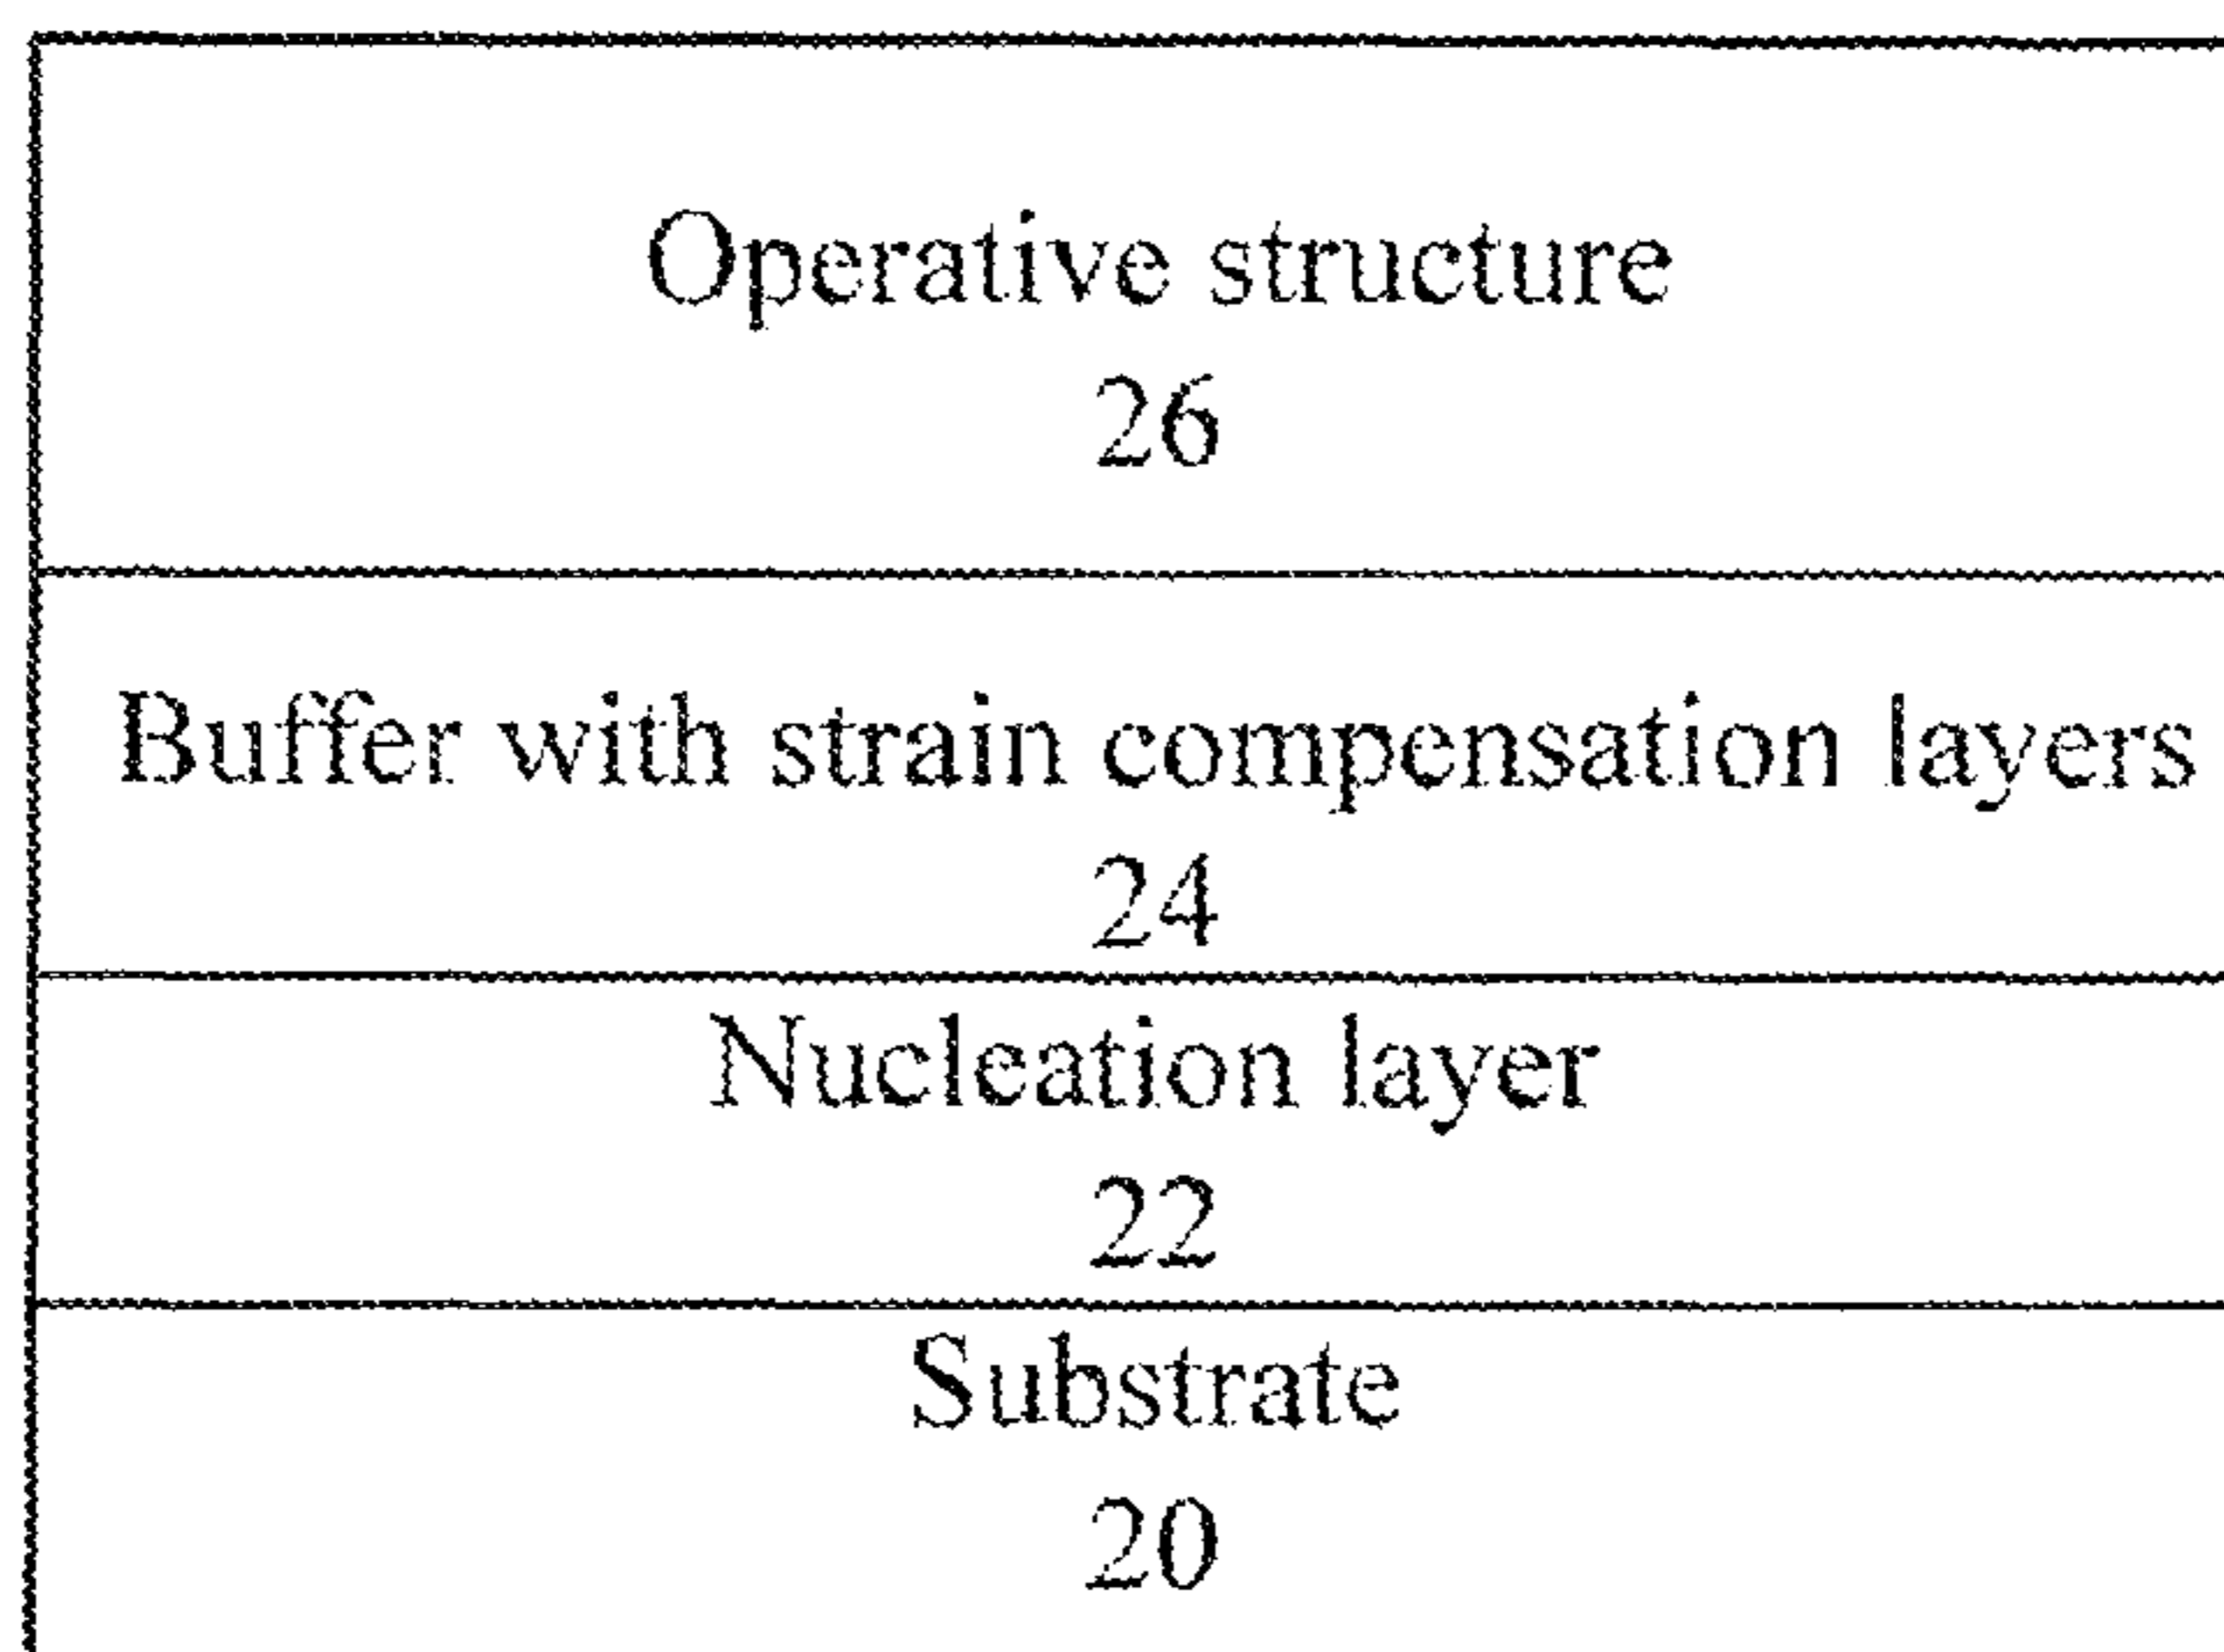 Operative structure
26
Buffer with strain compensation layers
24
Nucleation layer
22
Substrate
20